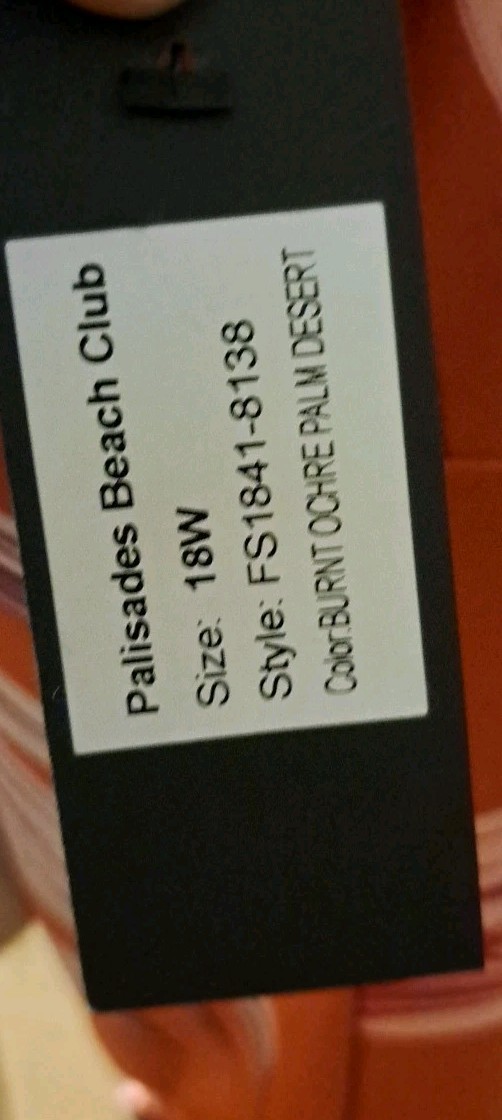 Palisades Beach Club
Size: 18W
Style: FS1841-8138
Color:BURNT OCHRE PALM DESERT